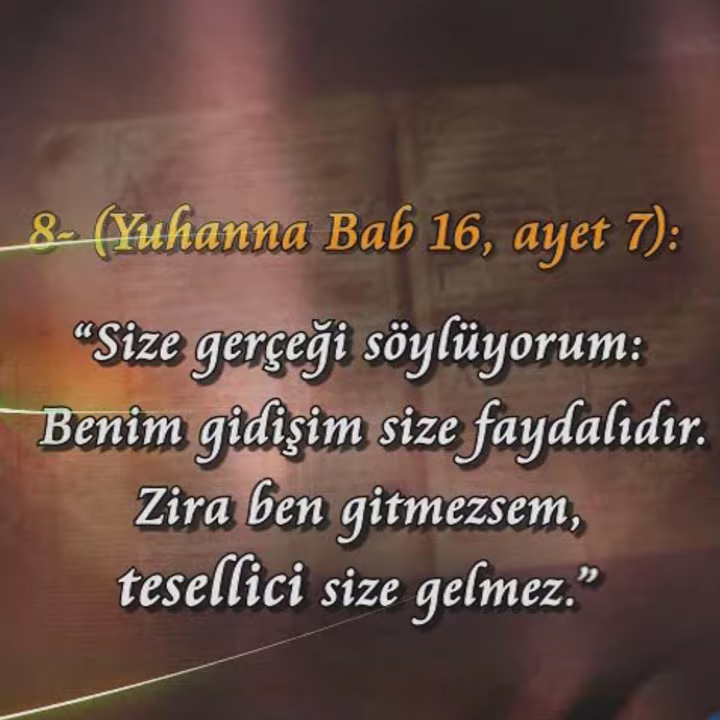 8- (Yuhanna Bab 16, ayet 7):
“Size gerçeği söylüyorum:
Benim gidişim size faydalıdır.
Zira ben gitmezsem,
tesellici size gelmez.”